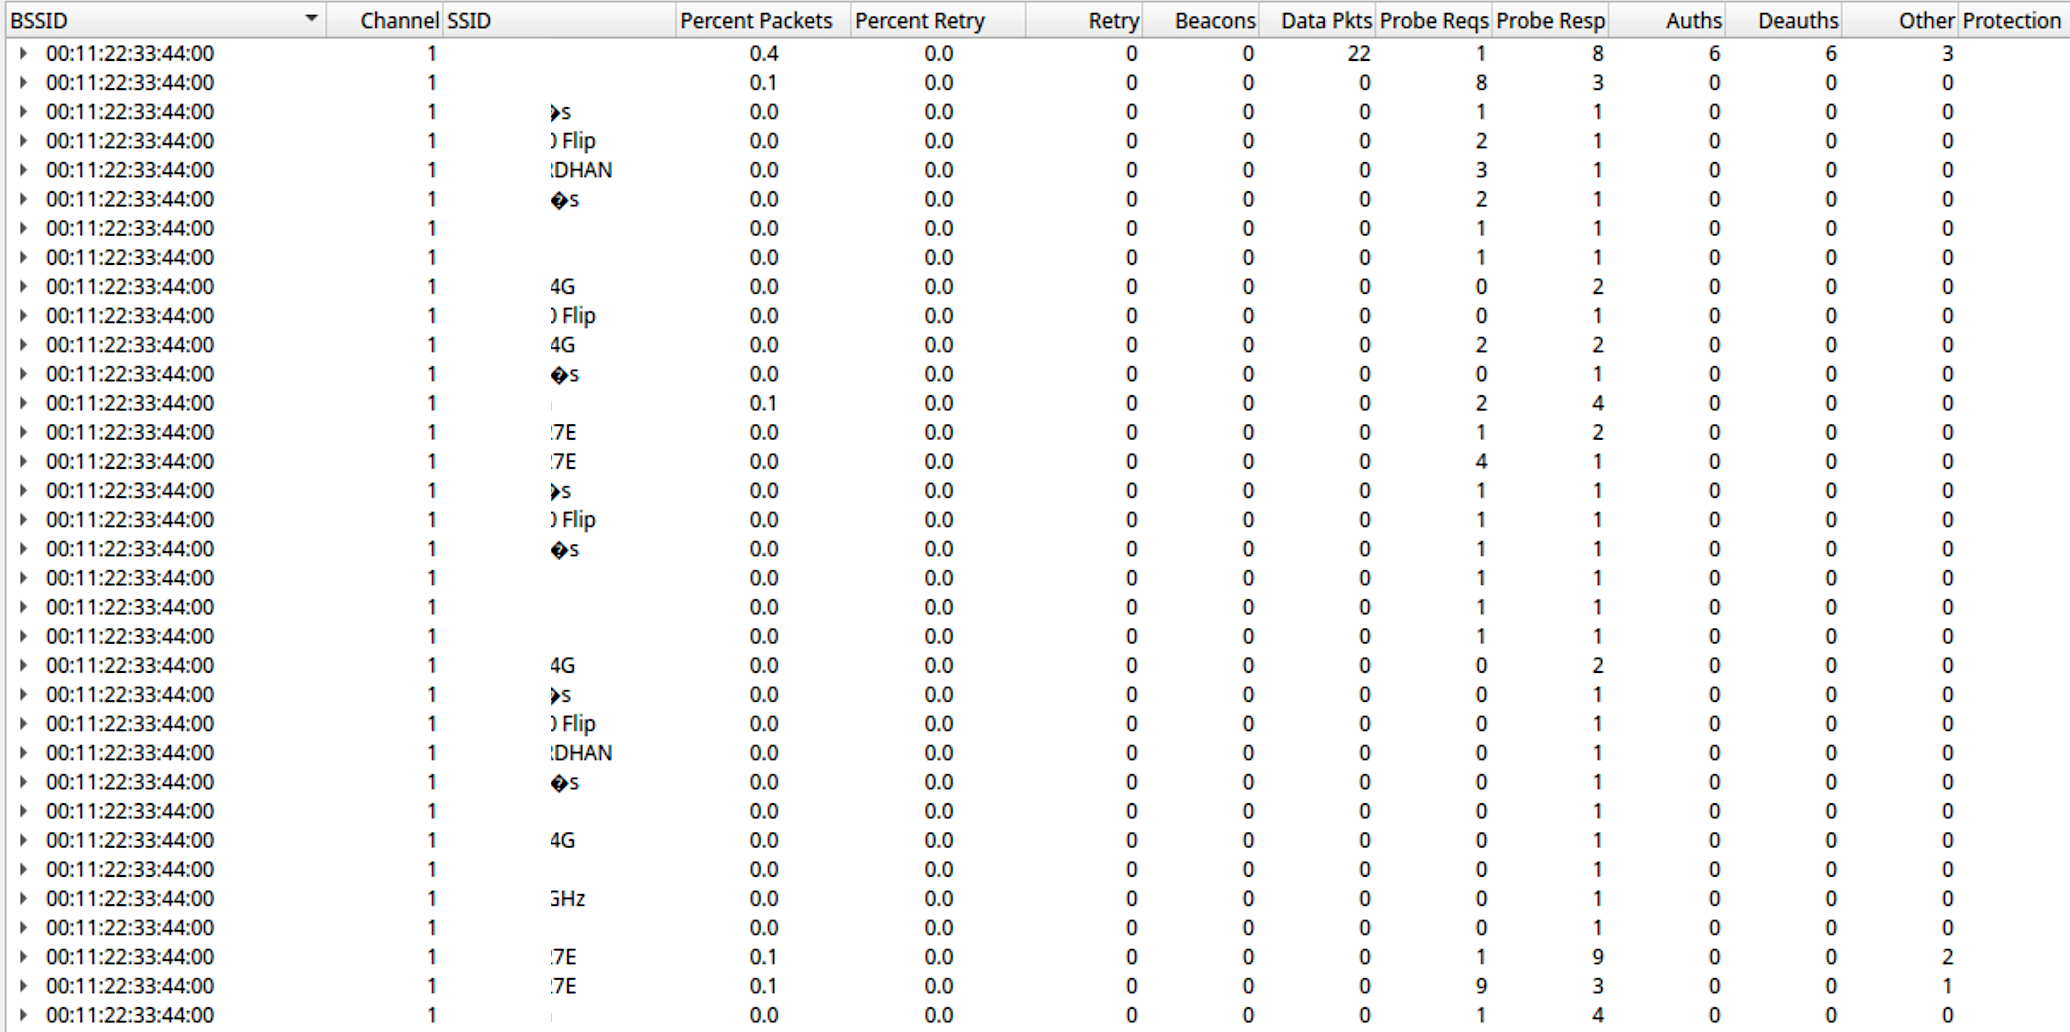 BSSID Channel SSID Percent Packets Percent Retry Retry Beacons Data Pkts Probe Reqs Probe Resp Auths Deauths Other Protection
00:11:22:33:44:00 1 0.4 0.0 0 0 22 1 8 6 6 3
00:11:22:33:44:00 1 0.1 0.0 0 0 0 8 3 0 0 0
00:11:22:33:44:00 1 �s 0.0 0.0 0 0 0 1 1 0 0 0
00:11:22:33:44:00 1 Flip 0.0 0.0 0 0 0 2 1 0 0 0
00:11:22:33:44:00 1 DHAN 0.0 0.0 0 0 0 3 1 0 0 0
00:11:22:33:44:00 1 �s 0.0 0.0 0 0 0 2 1 0 0 0
00:11:22:33:44:00 1 0.0 0.0 0 0 0 1 1 0 0 0
00:11:22:33:44:00 1 0.0 0.0 0 0 0 1 1 0 0 0
00:11:22:33:44:00 1 4G 0.0 0.0 0 0 0 0 2 0 0 0
00:11:22:33:44:00 1 Flip 0.0 0.0 0 0 0 0 1 0 0 0
00:11:22:33:44:00 1 4G 0.0 0.0 0 0 0 2 2 0 0 0
00:11:22:33:44:00 1 �s 0.0 0.0 0 0 0 0 1 0 0 0
00:11:22:33:44:00 1 0.1 0.0 0 0 0 2 4 0 0 0
00:11:22:33:44:00 1 7E 0.0 0.0 0 0 0 1 2 0 0 0
00:11:22:33:44:00 1 7E 0.0 0.0 0 0 0 4 1 0 0 0
00:11:22:33:44:00 1 �s 0.0 0.0 0 0 0 1 1 0 0 0
00:11:22:33:44:00 1 Flip 0.0 0.0 0 0 0 1 1 0 0 0
00:11:22:33:44:00 1 �s 0.0 0.0 0 0 0 1 1 0 0 0
00:11:22:33:44:00 1 0.0 0.0 0 0 0 1 1 0 0 0
00:11:22:33:44:00 1 0.0 0.0 0 0 0 1 1 0 0 0
00:11:22:33:44:00 1 0.0 0.0 0 0 0 1 1 0 0 0
00:11:22:33:44:00 1 4G 0.0 0.0 0 0 0 0 2 0 0 0
00:11:22:33:44:00 1 �s 0.0 0.0 0 0 0 0 1 0 0 0
00:11:22:33:44:00 1 Flip 0.0 0.0 0 0 0 0 1 0 0 0
00:11:22:33:44:00 1 DHAN 0.0 0.0 0 0 0 0 1 0 0 0
00:11:22:33:44:00 1 �s 0.0 0.0 0 0 0 0 1 0 0 0
00:11:22:33:44:00 1 0.0 0.0 0 0 0 0 1 0 0 0
00:11:22:33:44:00 1 4G 0.0 0.0 0 0 0 0 1 0 0 0
00:11:22:33:44:00 1 0.0 0.0 0 0 0 0 1 0 0 0
00:11:22:33:44:00 1 GHz 0.0 0.0 0 0 0 0 1 0 0 0
00:11:22:33:44:00 1 0.0 0.0 0 0 0 0 1 0 0 0
00:11:22:33:44:00 1 7E 0.1 0.0 0 0 0 1 9 0 0 2
00:11:22:33:44:00 1 7E 0.1 0.0 0 0 0 9 3 0 0 1
00:11:22:33:44:00 1 0.0 0.0 0 0 0 1 4 0 0 0